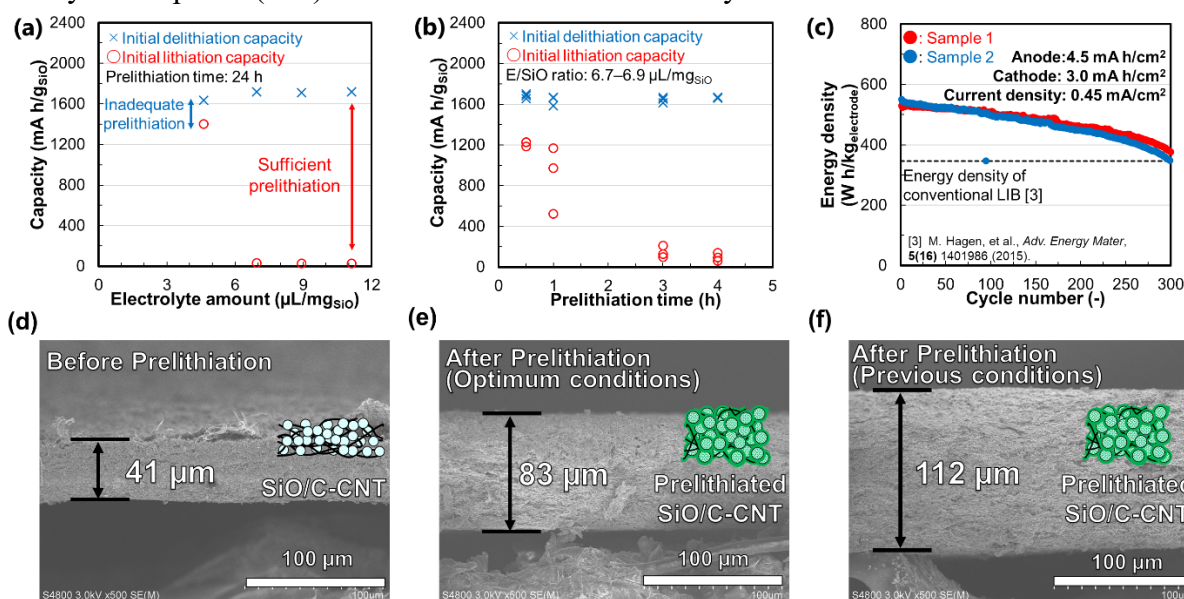 (a)
2400
2000
1600
1200
800
400
0
Capacity (mA h/gSiO)
× Initial delithiation capacity
○ Initial lithiation capacity
Prelithiation time: 24 h
Inadequate
prelithiation
Sufficient
prelithiation
0 3 6 9 12
Electrolyte amount (µL/mgSiO)
(b)
2400
2000
1600
1200
800
400
0
Capacity (mA h/gSiO)
× Initial delithiation capacity
○ Initial lithiation capacity
E/SiO ratio: 6.7–6.9 µL/mgSiO
0 1 2 3 4 5
Prelithiation time (h)
(c)
800
600
400
200
0
Energy density
(W h/kgelectrode)
: Sample 1
: Sample 2
Anode: 4.5 mA h/cm²
Cathode: 3.0 mA h/cm²
Current density: 0.45 mA/cm²
Energy density of
conventional LIB [3]
[3] M. Hagen, et al., Adv. Energy Mater,
5(16) 1401986 (2015).
0 50 100 150 200 250 300
Cycle number (-)
(d)
Before Prelithiation
41 µm
SiO/C-CNT
100 µm
S4800 3.0kV x500 SE(M)
100um
(e)
After Prelithiation
(Optimum conditions)
83 µm
Prelithiated
SiO/C-CNT
100 µm
S4800 3.0kV x500 SE(M)
100um
(f)
After Prelithiation
(Previous conditions)
112 µm
Prelithiated
SiO/C-CNT
100 µm
S4800 3.0kV x500 SE(M)
100um